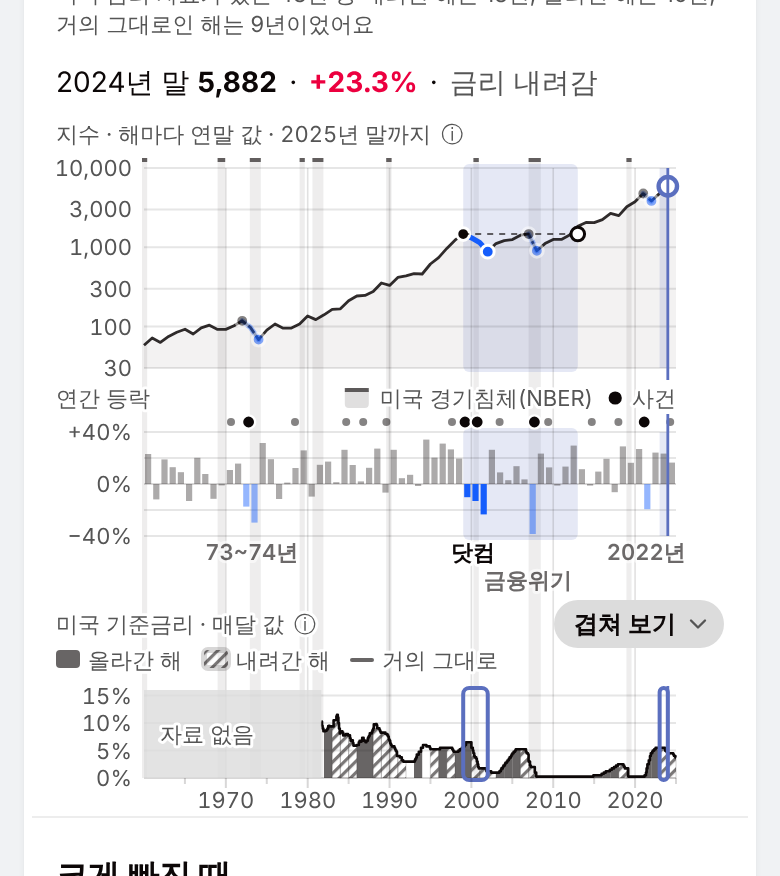 거의 그대로인 해는 9년이었어요
2024년 말 5,882 · +23.3% · 금리 내려감
지수 · 해마다 연말 값 · 2025년 말까지 ⓘ
10,000
3,000
1,000
300
100
30
연간 등락
미국 경기침체(NBER)
사건
+40%
0%
−40%
73~74년
닷컴
2022년
금융위기
미국 기준금리 · 매달 값 ⓘ
겹쳐 보기
올라간 해
내려간 해
거의 그대로
15%
10%
5%
0%
자료 없음
1970
1980
1990
2000
2010
2020